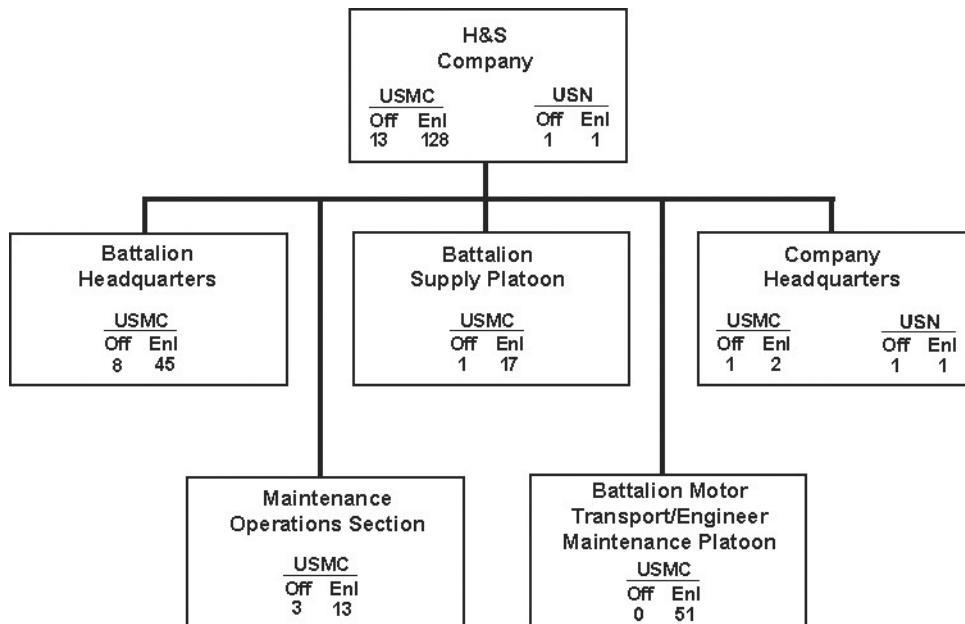 H&S
Company
USMC USN
Off Enl Off Enl
13 128 1 1
Battalion
Headquarters
USMC
Off Enl
8 45
Battalion
Supply Platoon
USMC
Off Enl
1 17
Company
Headquarters
USMC USN
Off Enl Off Enl
1 2 1 1
Maintenance
Operations Section
USMC
Off Enl
3 13
Battalion Motor
Transport/Engineer
Maintenance Platoon
USMC
Off Enl
0 51